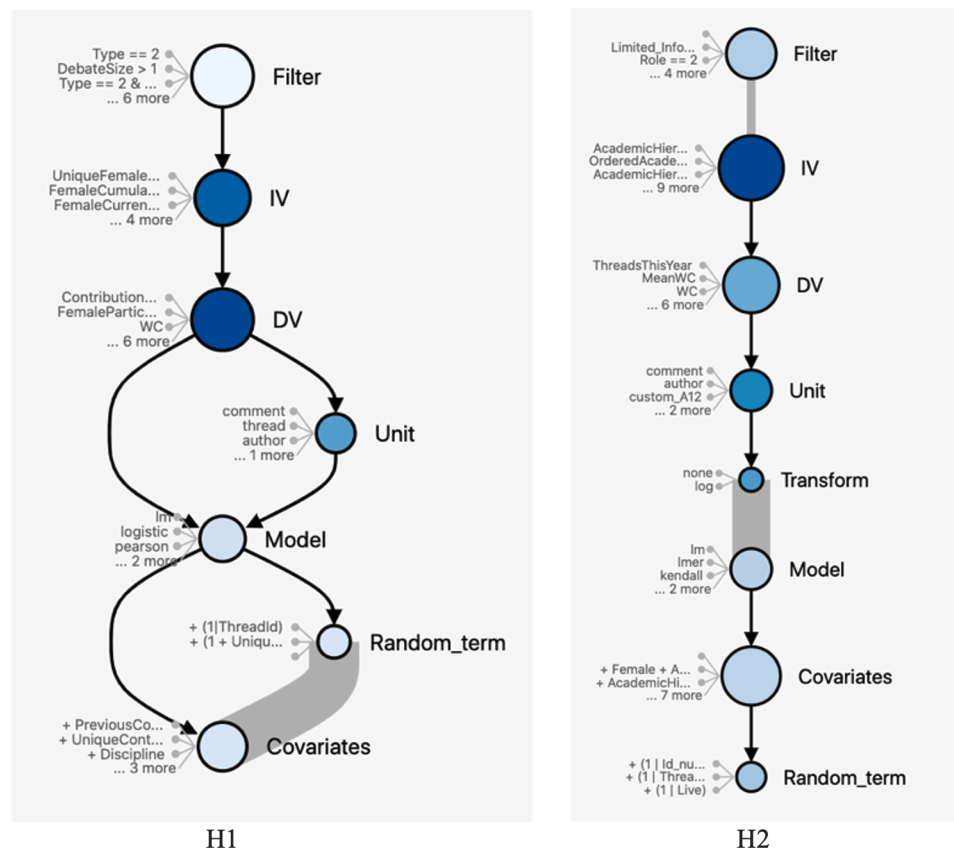 Type == 2
DebateSize > 1
Type == 2 & ...
... 6 more
Filter
UniqueFemale...
FemaleCumula...
FemaleCurren...
... 4 more
IV
Contribution...
FemalePartic...
WC
... 6 more
DV
comment
thread
author
... 1 more
Unit
lm
logistic
pearson
... 2 more
Model
+ (1|ThreadId)
+ (1 + Uniqu...
Random_term
+ PreviousCo...
+ UniqueCont...
+ Discipline
... 3 more
Covariates
H1
Limited_Info...
Role == 2
... 4 more
Filter
AcademicHier...
OrderedAcade...
AcademicHier...
... 9 more
IV
ThreadsThisYear
MeanWC
WC
... 6 more
DV
comment
author
custom_A12
... 2 more
Unit
none
log
Transform
lm
lmer
kendall
... 2 more
Model
+ Female + A...
+ AcademicHi...
... 7 more
Covariates
+ (1 | Id_nu...
+ (1 | Threa...
+ (1 | Live)
Random_term
H2